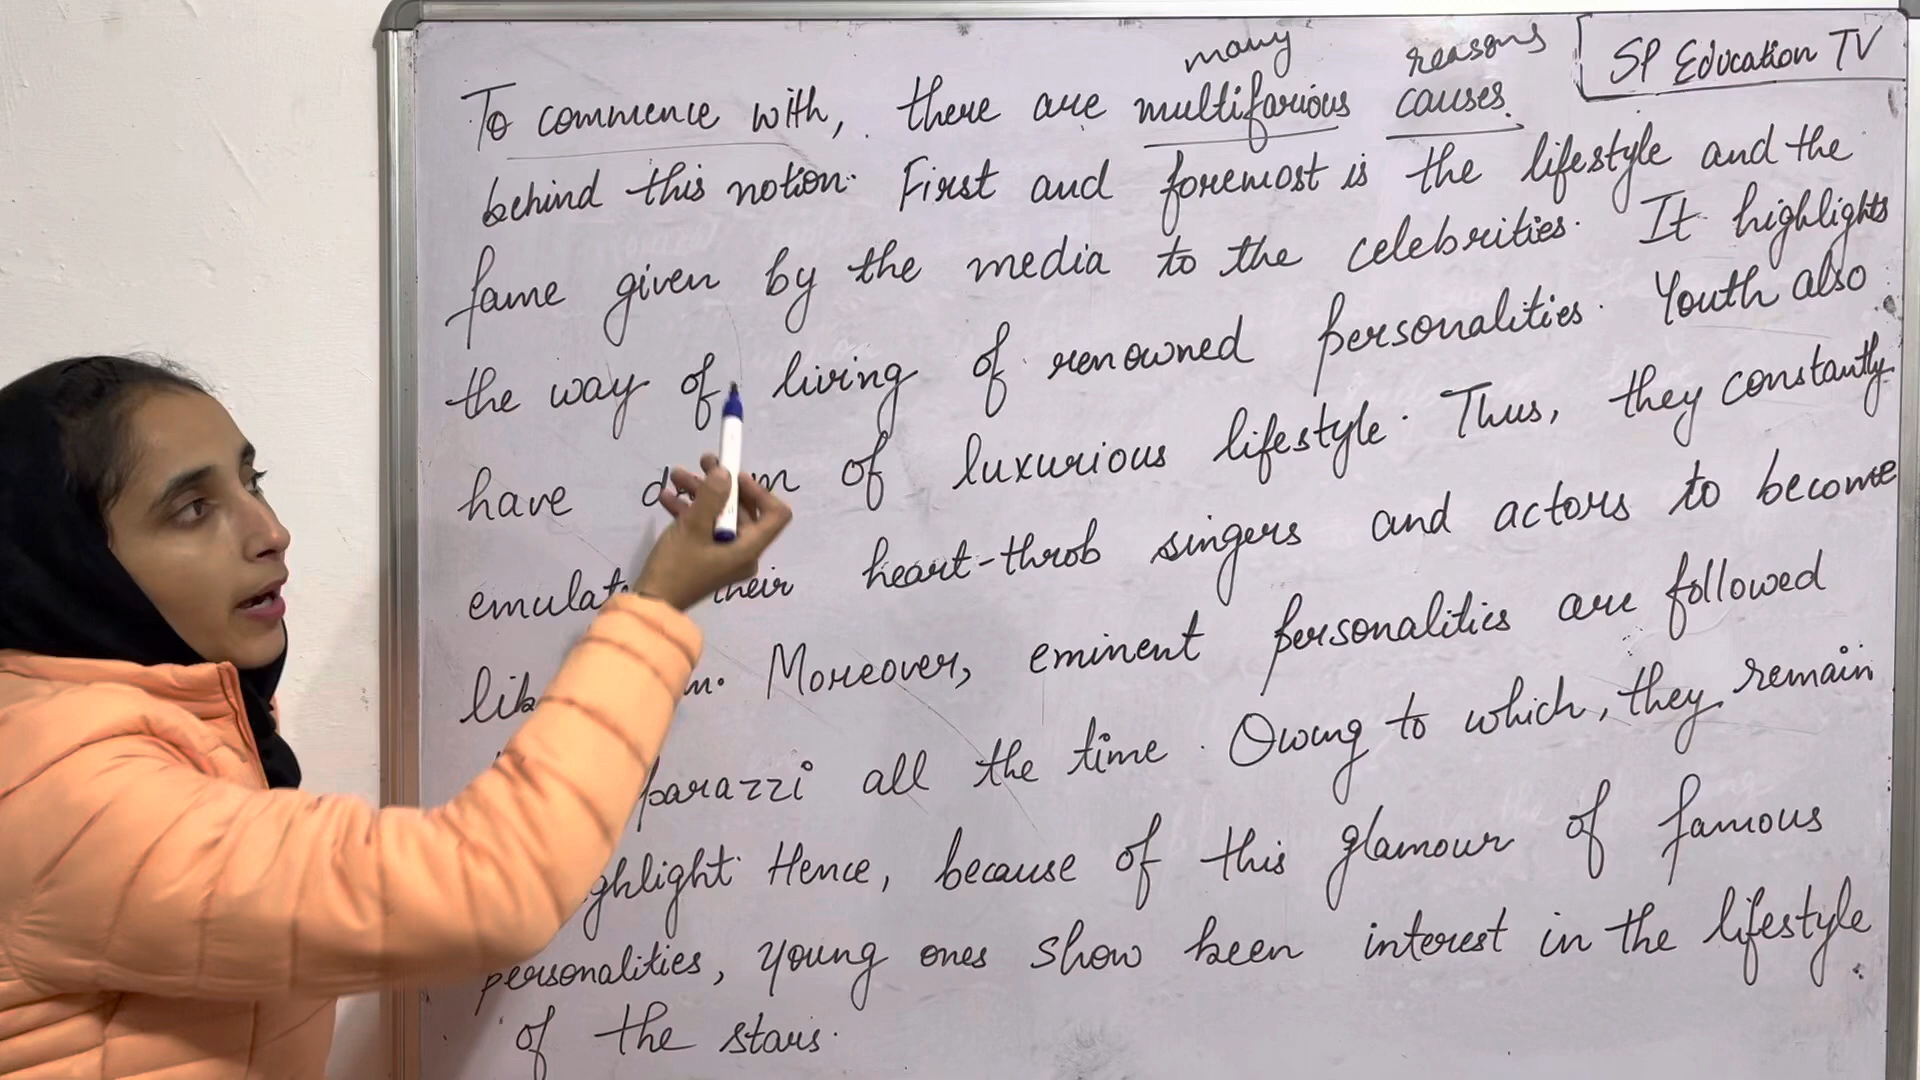 many reasons
SP Education TV
To commence with, there are multifarious causes.
behind this notion. First and foremost is the lifestyle and the
fame given by the media to the celebrities. It highlights
the way of living of renowned personalities. Youth also
have of luxurious lifestyle. Thus, they constantly
their heart-throb singers and actors to become
Moreover, eminent personalities are followed
all the time. Owing to which, they remain
Hence, because of this glamour of famous
personalities, young ones show keen interest in the lifestyle
of the stars.